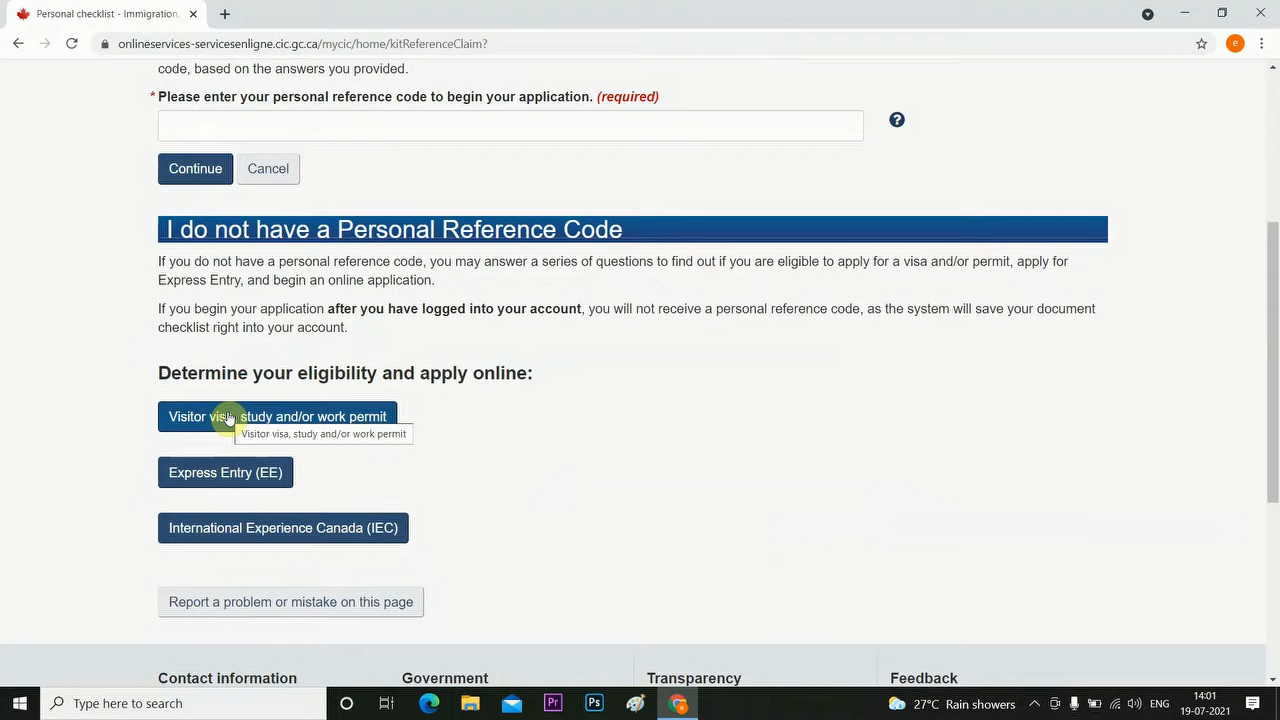 Personal checklist - Immigration,
onlineservices-servicesenligne.cic.gc.ca/mycic/home/kitReferenceClaim?
e
code, based on the answers you provided.
* Please enter your personal reference code to begin your application. (required)
?
Continue
Cancel
I do not have a Personal Reference Code
If you do not have a personal reference code, you may answer a series of questions to find out if you are eligible to apply for a visa and/or permit, apply for
Express Entry, and begin an online application.
If you begin your application after you have logged into your account, you will not receive a personal reference code, as the system will save your document
checklist right into your account.
Determine your eligibility and apply online:
Visitor visa, study and/or work permit
Visitor visa, study and/or work permit
Express Entry (EE)
International Experience Canada (IEC)
Report a problem or mistake on this page
Contact information
Government
Transparency
Feedback
Type here to search
Pr
Ps
27°C Rain showers
ENG
14:01
19-07-2021